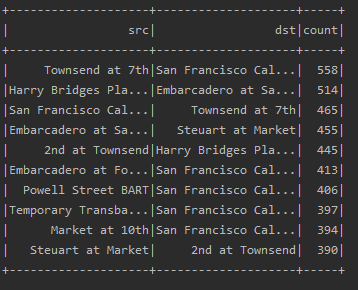 +--------------------+--------------------+-----+
|                 src|                 dst|count|
+--------------------+--------------------+-----+
|     Townsend at 7th|San Francisco Cal...|  558|
|Harry Bridges Pla...|Embarcadero at Sa...|  514|
|San Francisco Cal...|     Townsend at 7th|  465|
|Embarcadero at Sa...|   Steuart at Market|  455|
|     2nd at Townsend|Harry Bridges Pla...|  445|
|Embarcadero at Fo...|San Francisco Cal...|  413|
|  Powell Street BART|San Francisco Cal...|  406|
|Temporary Transba...|San Francisco Cal...|  397|
|      Market at 10th|San Francisco Cal...|  394|
|   Steuart at Market|     2nd at Townsend|  390|
+--------------------+--------------------+-----+